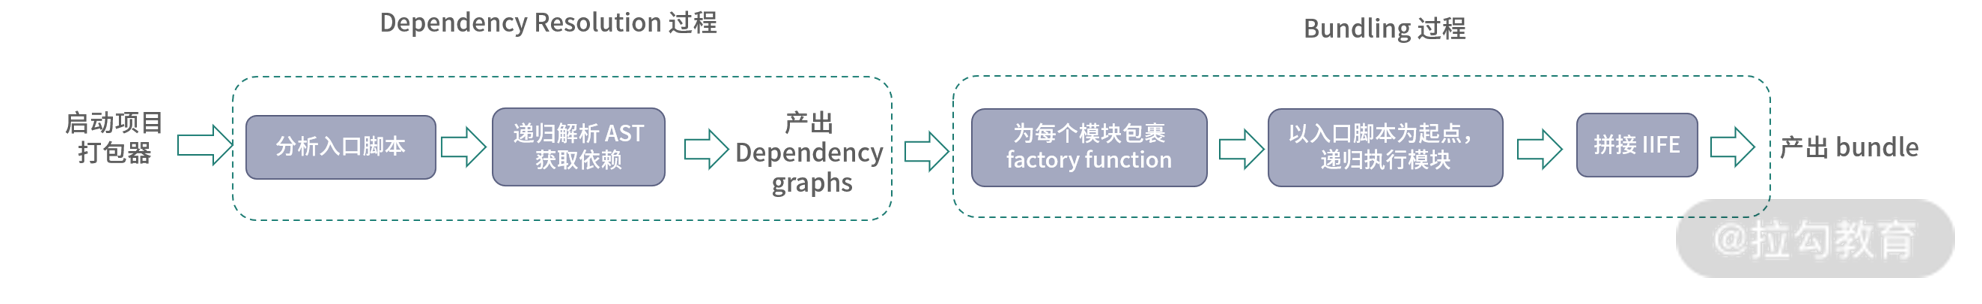 Dependency Resolution 过程
Bundling 过程
启动项目
打包器
分析入口脚本
递归解析 AST
获取依赖
产出
Dependency
graphs
为每个模块包裹
factory function
以入口脚本为起点，
递归执行模块
拼接 IIFE
产出 bundle
@拉勾教育